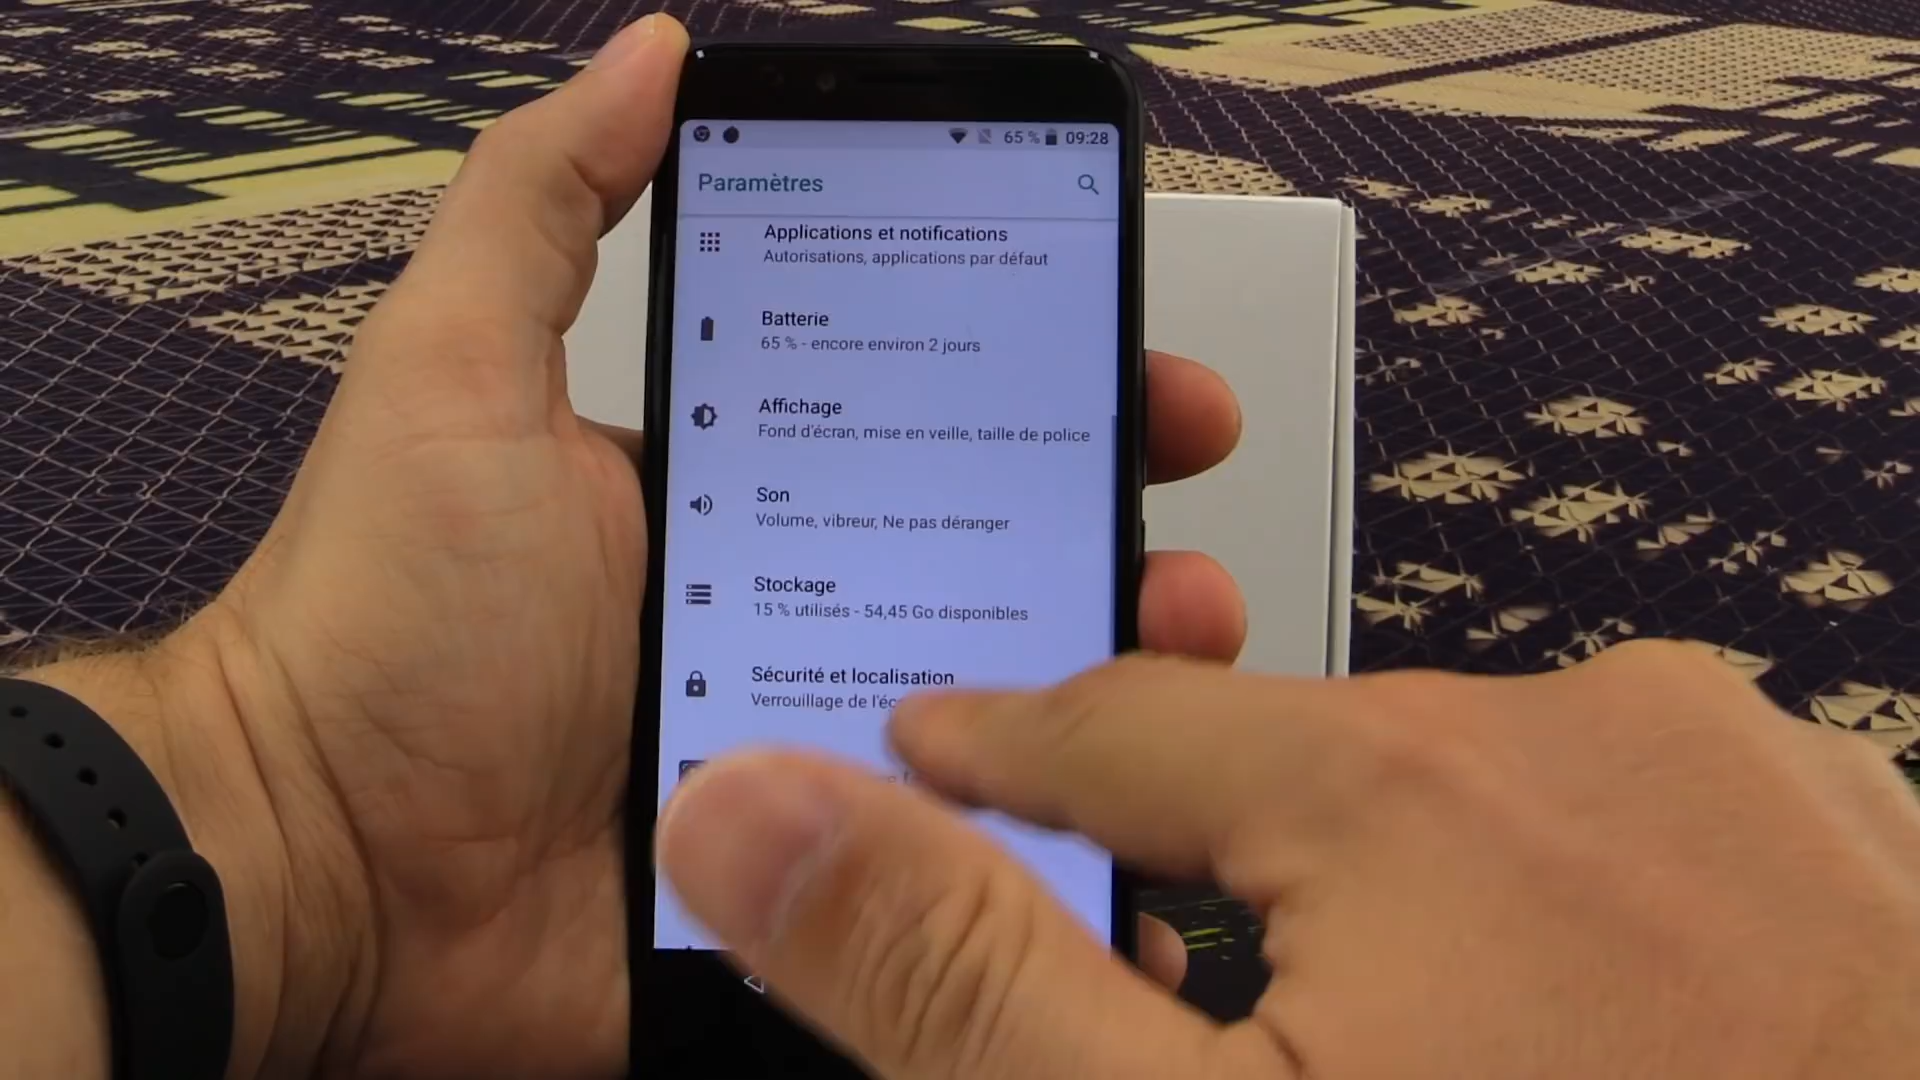 65 % 09:28
Paramètres
Applications et notifications
Autorisations, applications par défaut
Batterie
65 % - encore environ 2 jours
Affichage
Fond d'écran, mise en veille, taille de police
Son
Volume, vibreur, Ne pas déranger
Stockage
15 % utilisés - 54,45 Go disponibles
Sécurité et localisation
Verrouillage de